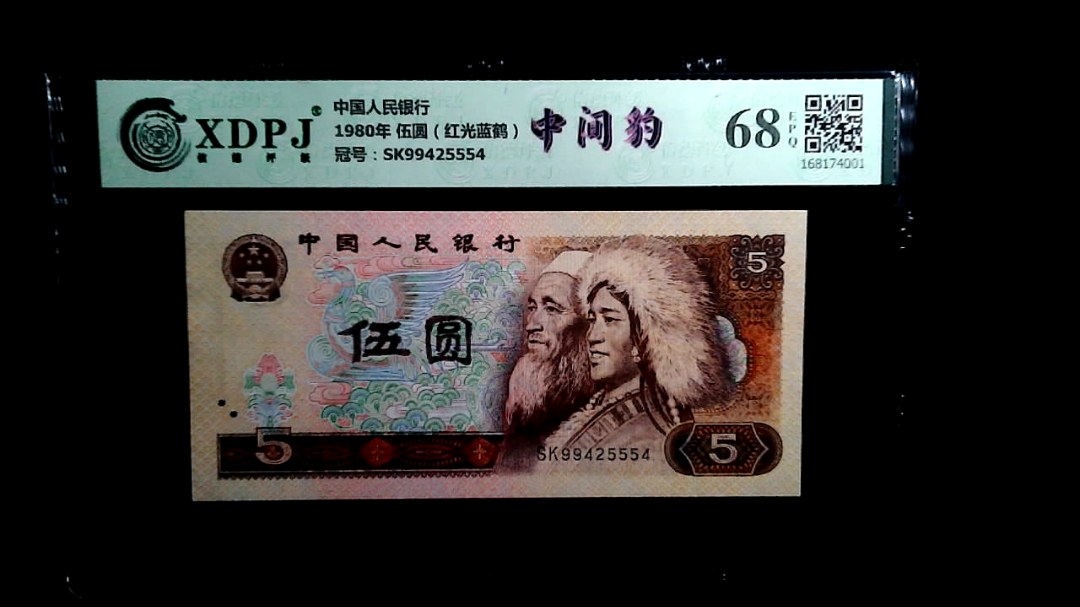 XDPJ®
中国人民银行
1980年 伍圆（红光蓝鹤）
冠号：SK99425554
中间豹
68 EPQ
168174001
中国人民银行
5
伍圆
5
SK99425554
5